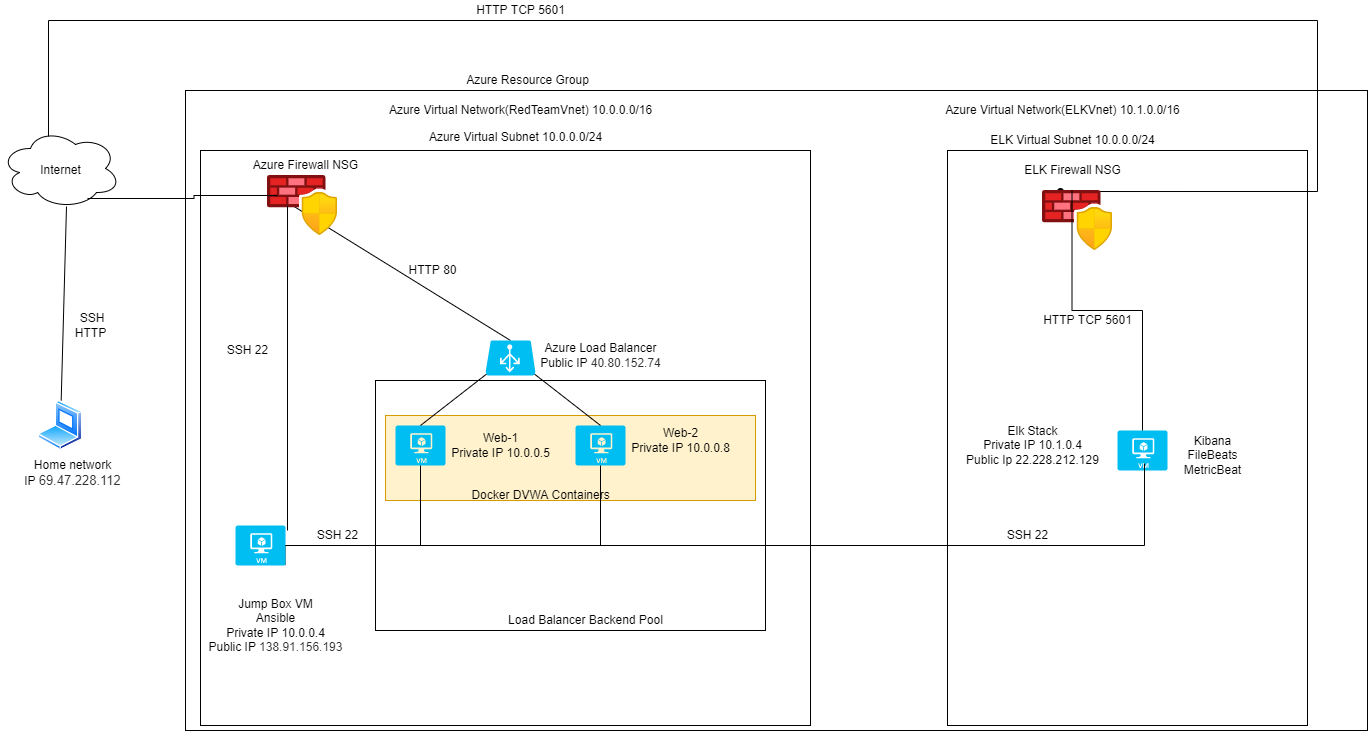 HTTP TCP 5601
Azure Resource Group
Azure Virtual Network(RedTeamVnet) 10.0.0.0/16
Azure Virtual Network(ELKVnet) 10.1.0.0/16
Azure Virtual Subnet 10.0.0.0/24
ELK Virtual Subnet 10.0.0.0/24
Internet
Azure Firewall NSG
ELK Firewall NSG
HTTP 80
SSH
HTTP
SSH 22
HTTP TCP 5601
Azure Load Balancer
Public IP 40.80.152.74
Web-1
Private IP 10.0.0.5
VM
Web-2
Private IP 10.0.0.8
VM
Docker DVWA Containers
Elk Stack
Private IP 10.1.0.4
Public Ip 22.228.212.129
VM
Kibana
FileBeats
MetricBeat
Home network
IP 69.47.228.112
SSH 22
SSH 22
VM
Jump Box VM
Ansible
Private IP 10.0.0.4
Public IP 138.91.156.193
Load Balancer Backend Pool